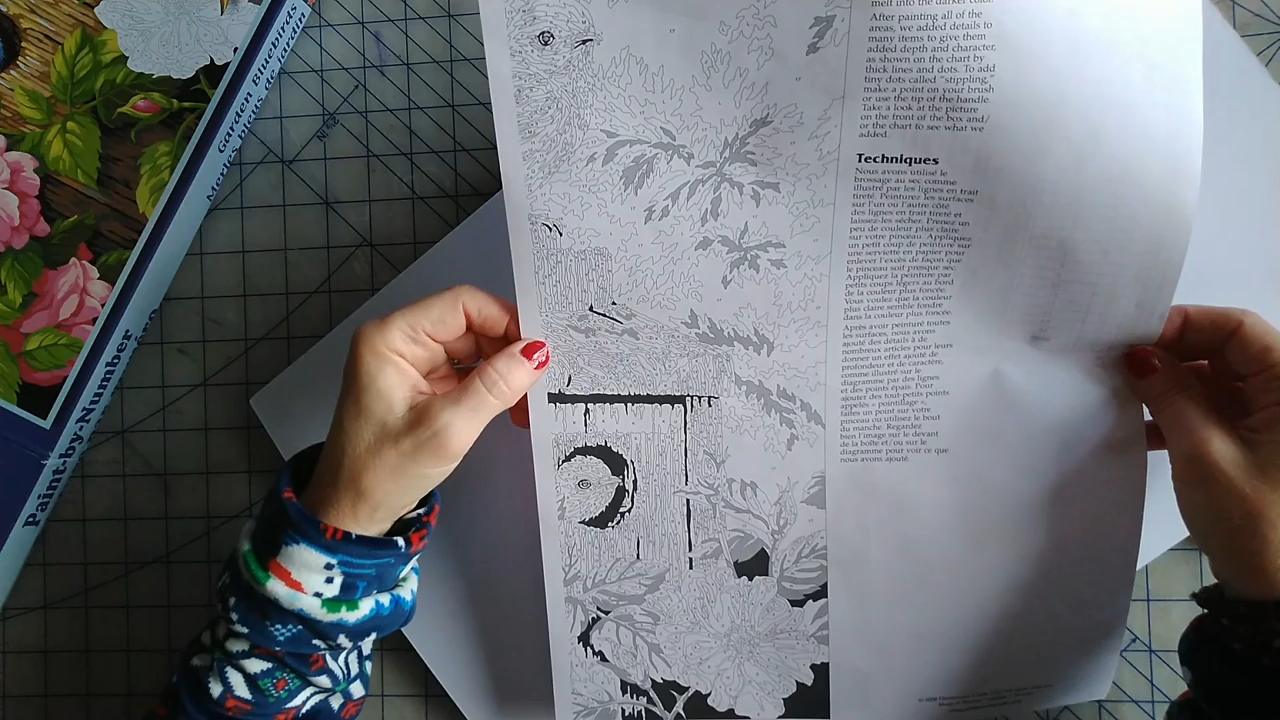 Garden Bluebirds
Merles bleus de jardin
Paint-by-Number
melt into the darker color.
After painting all of the
areas, we added details to
many items to give them
added depth and character,
as shown on the chart by
thick lines and dots. To add
tiny dots called "stippling,"
make a point on your brush
or use the tip of the handle.
Take a look at the picture
on the front of the box and/
or the chart to see what we
added.
Techniques
Nous avons utilisé le
brossage au sec comme
illustré par les lignes en trait
tireté. Peinturez les surfaces
sur l'un ou l'autre côté
des lignes en trait tireté et
laissez-les sécher. Prenez un
peu de couleur plus claire
sur votre pinceau. Appliquez
un petit coup de peinture sur
une serviette en papier pour
enlever l'excès de façon que
le pinceau soit presque sec.
Appliquez la peinture par
petits coups légers au bord
de la couleur plus foncée.
Vous voulez que la couleur
plus claire semble fondre
dans la couleur plus foncée.
Après avoir peinturé toutes
les surfaces, nous avons
ajouté des détails à de
nombreux articles pour leurs
donner un effet ajouté de
profondeur et de caractère,
comme illustré sur le
diagramme par des lignes
et des points épais. Pour
ajouter des tout-petits points
appelés « pointillage »,
faites un point sur votre
pinceau ou utilisez le bout
du manche. Regardez
bien l'image sur le devant
de la boîte et/ou sur le
diagramme pour voir ce que
nous avons ajouté.